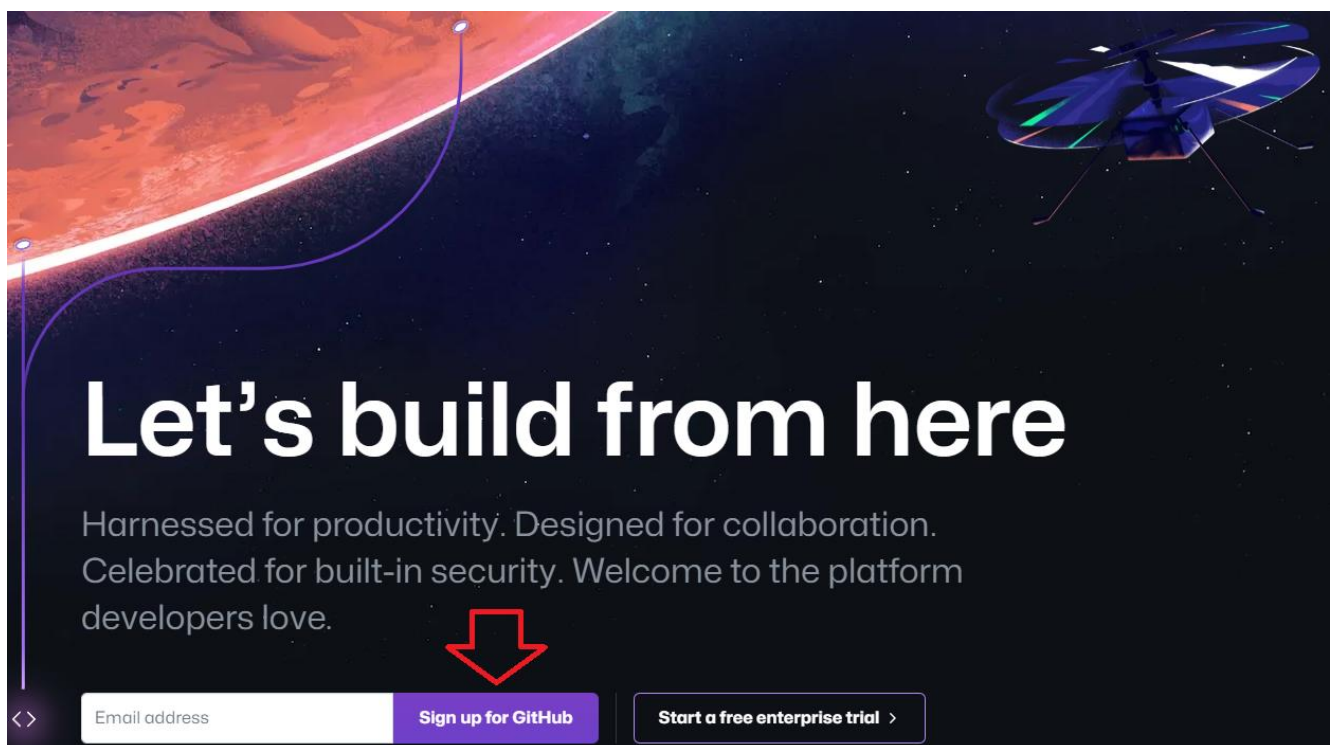 Let’s build from here
Harnessed for productivity. Designed for collaboration.
Celebrated for built-in security. Welcome to the platform
developers love.
Email address
Sign up for GitHub
Start a free enterprise trial >